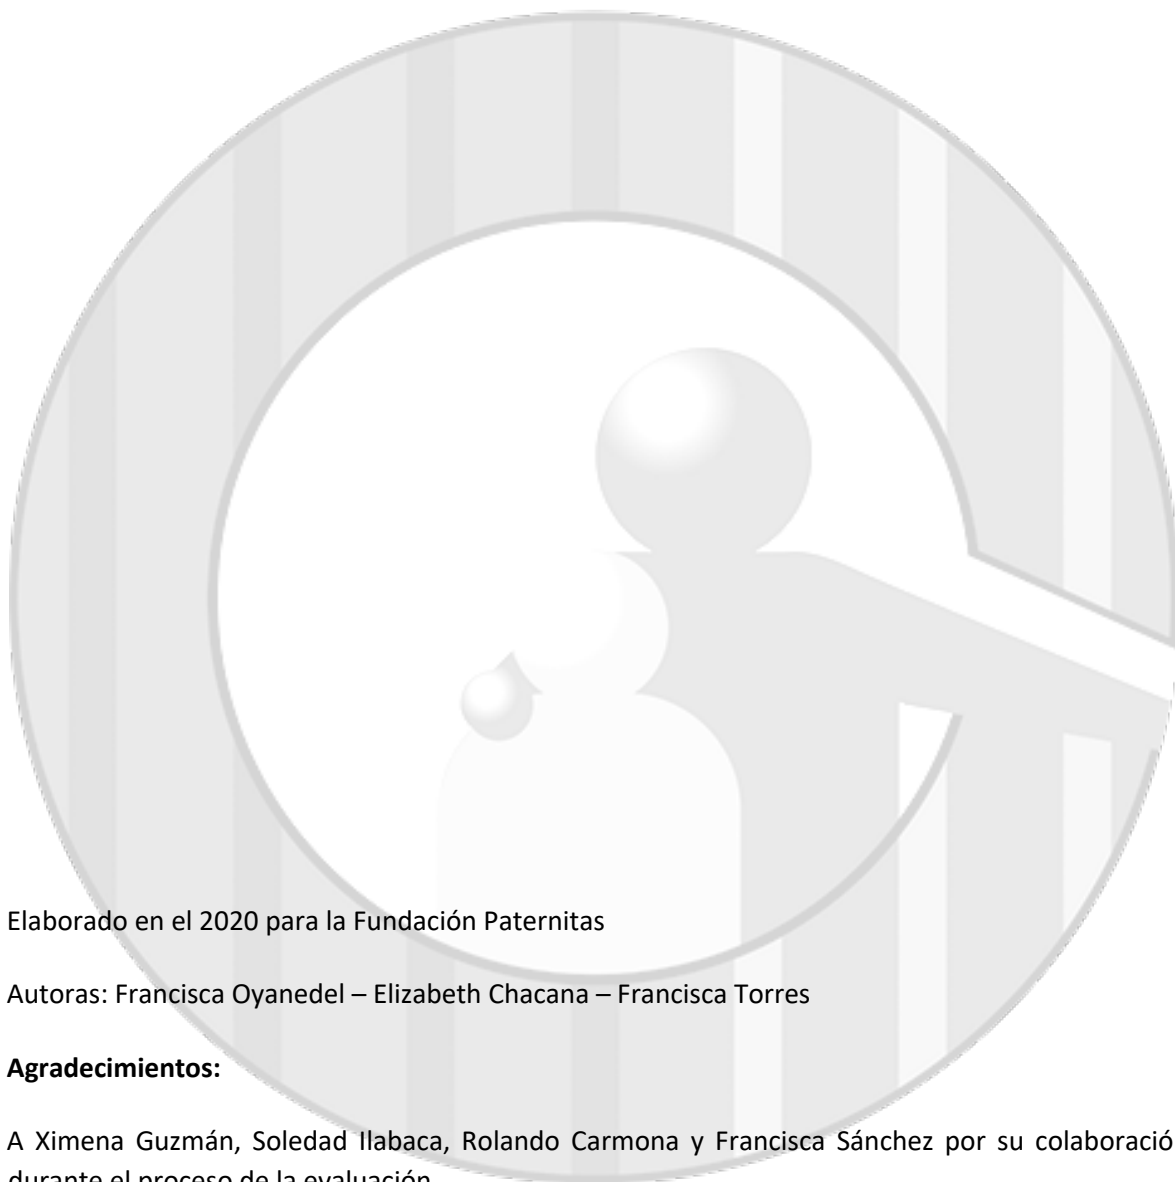 Elaborado en el 2020 para la Fundación Paternitas
Autoras: Francisca Oyanedel – Elizabeth Chacana – Francisca Torres
Agradecimientos:
A Ximena Guzmán, Soledad Ilabaca, Rolando Carmona y Francisca Sánchez por su colaboració
durante el proceso de la evaluación